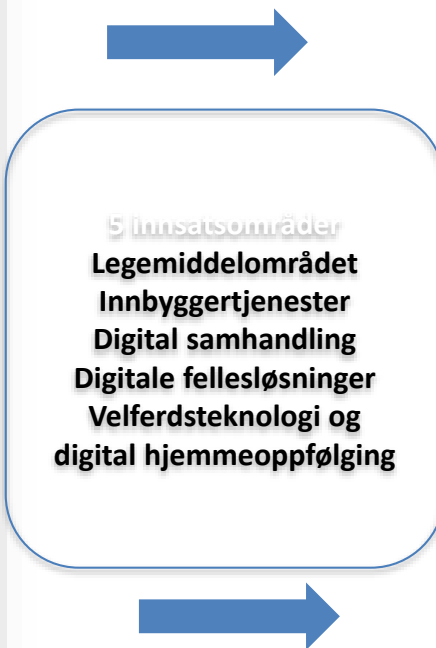 5 innsatsområder
Legemiddelområdet
Innbyggertjenester
Digital samhandling
Digitale fellesløsninger
Velferdsteknologi og
digital hjemmeoppfølging